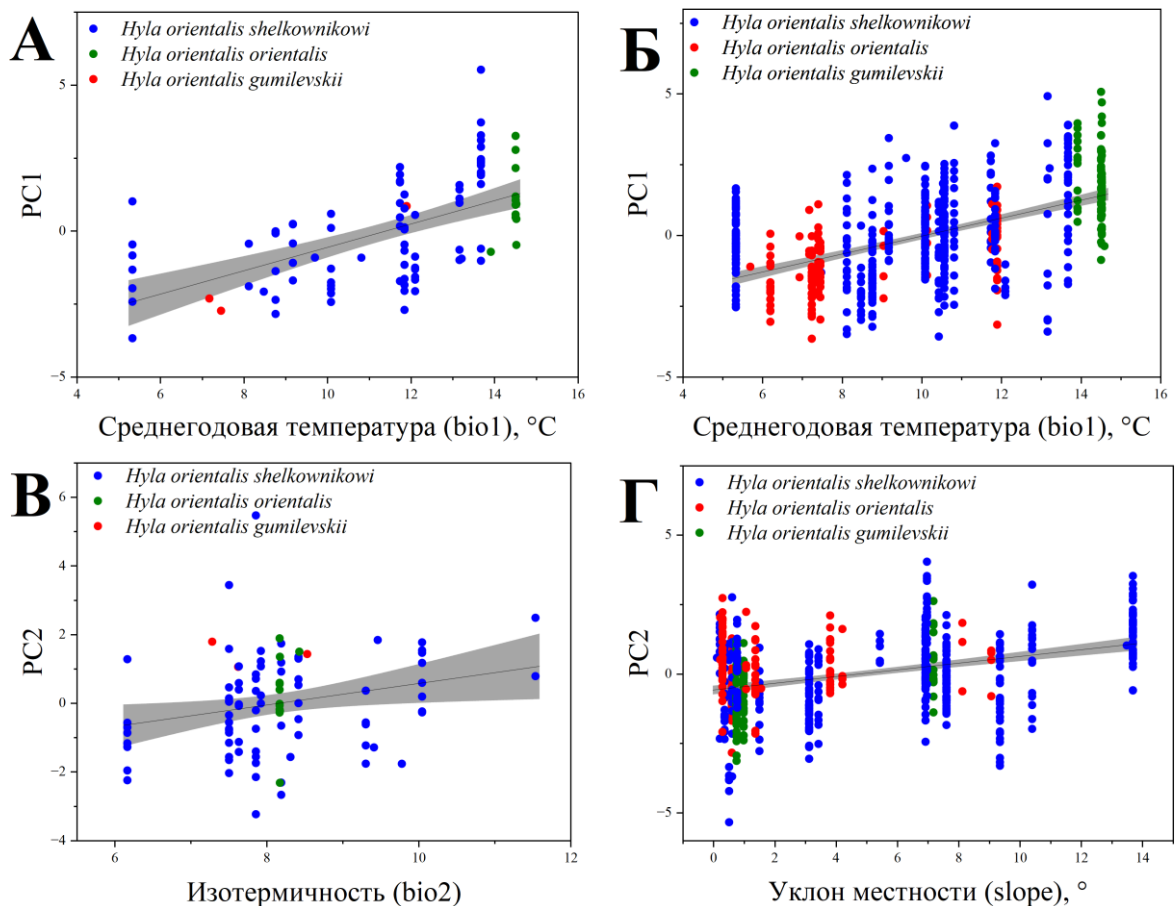 А
Hyla orientalis shelkownikowi
Hyla orientalis orientalis
Hyla orientalis gumilevskii
PC1
5
0
−5
4
6
8
10
12
14
16
Среднегодовая температура (bio1), °C
Б
Hyla orientalis shelkownikowi
Hyla orientalis orientalis
Hyla orientalis gumilevskii
PC1
5
0
−5
4
6
8
10
12
14
16
Среднегодовая температура (bio1), °C
В
Hyla orientalis shelkownikowi
Hyla orientalis orientalis
Hyla orientalis gumilevskii
PC2
6
4
2
0
−2
−4
6
8
10
12
Изотермичность (bio2)
Г
Hyla orientalis shelkownikowi
Hyla orientalis orientalis
Hyla orientalis gumilevskii
PC2
5
0
−5
0
2
4
6
8
10
12
14
Уклон местности (slope), °